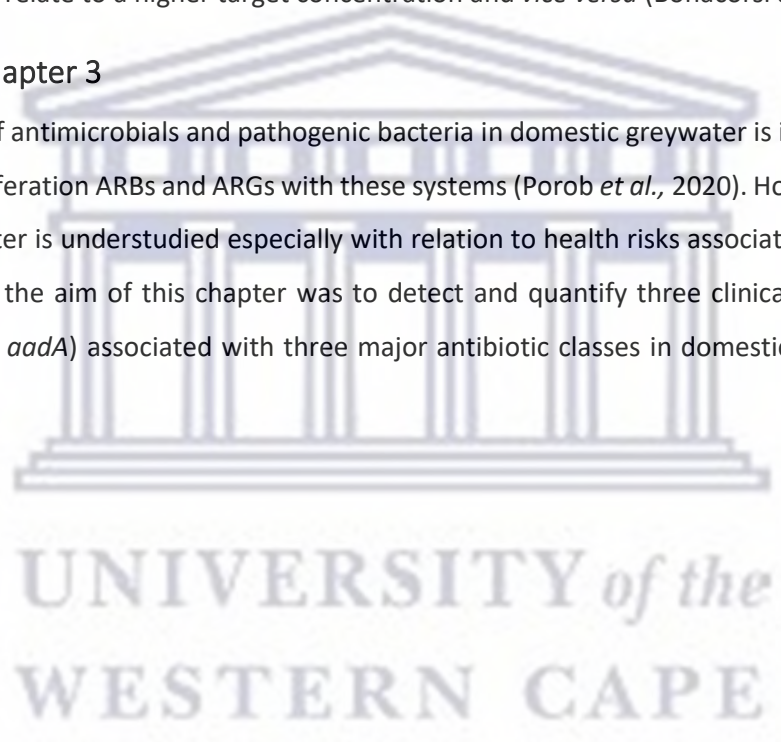 relate to a higher target concentration and vice versa
apter 3
f antimicrobials and pathogenic bacteria in domestic greywater is
feration ARBs and ARGs with these systems (Porob et al., 2020). Ho
ter is understudied especially with relation to health risks associat
the aim of this chapter was to detect and quantify three clinica
aadA) associated with three major antibiotic classes in domesti
UNIVERSITY of the
WESTERN CAPE